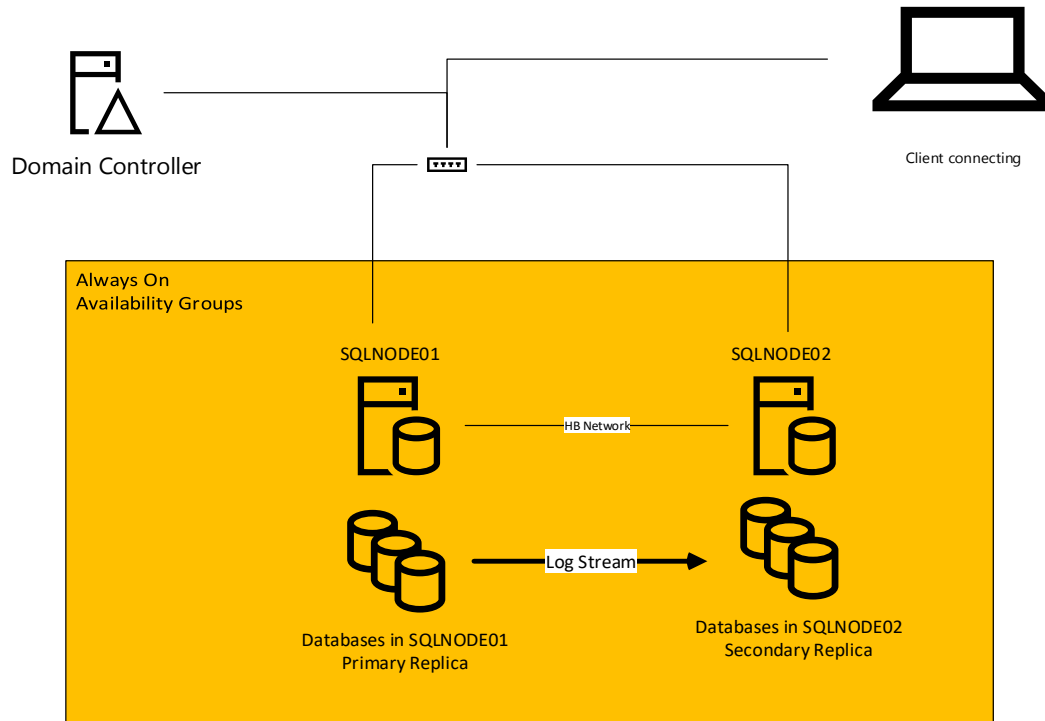 Domain Controller
Client connecting
Always On
Availability Groups
SQLNODE01
SQLNODE02
HB Network
Log Stream
Databases in SQLNODE01
Primary Replica
Databases in SQLNODE02
Secondary Replica